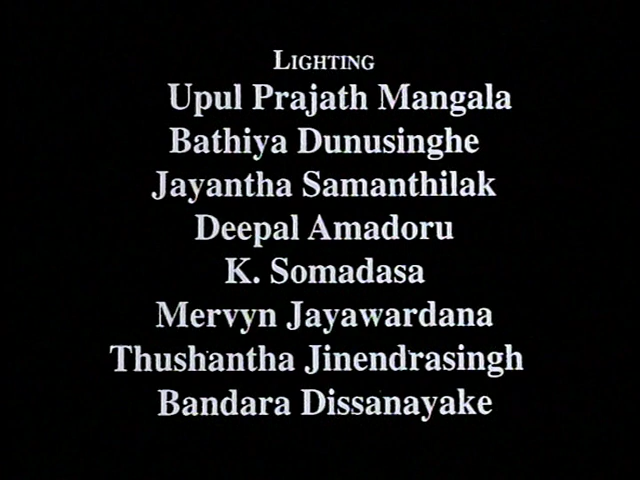 LIGHTING
Upul Prajath Mangala
Bathiya Dunusinghe
Jayantha Samanthilak
Deepal Amadoru
K. Somadasa
Mervyn Jayawardana
Thushantha Jinendrasingh
Bandara Dissanayake